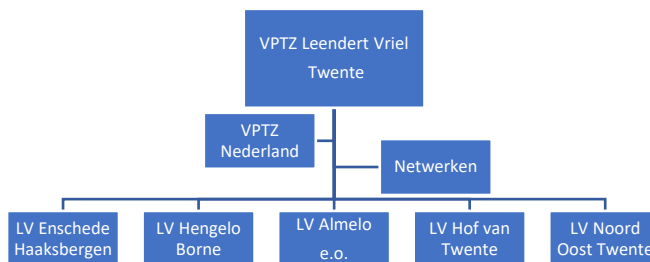 VPTZ Leendert Vriel
Twente
VPTZ
Nederland
Netwerken
LV Enschede
Haaksbergen
LV Hengelo
Borne
LV Almelo
e.o.
LV Hof van
Twente
LV Noord
Oost Twente